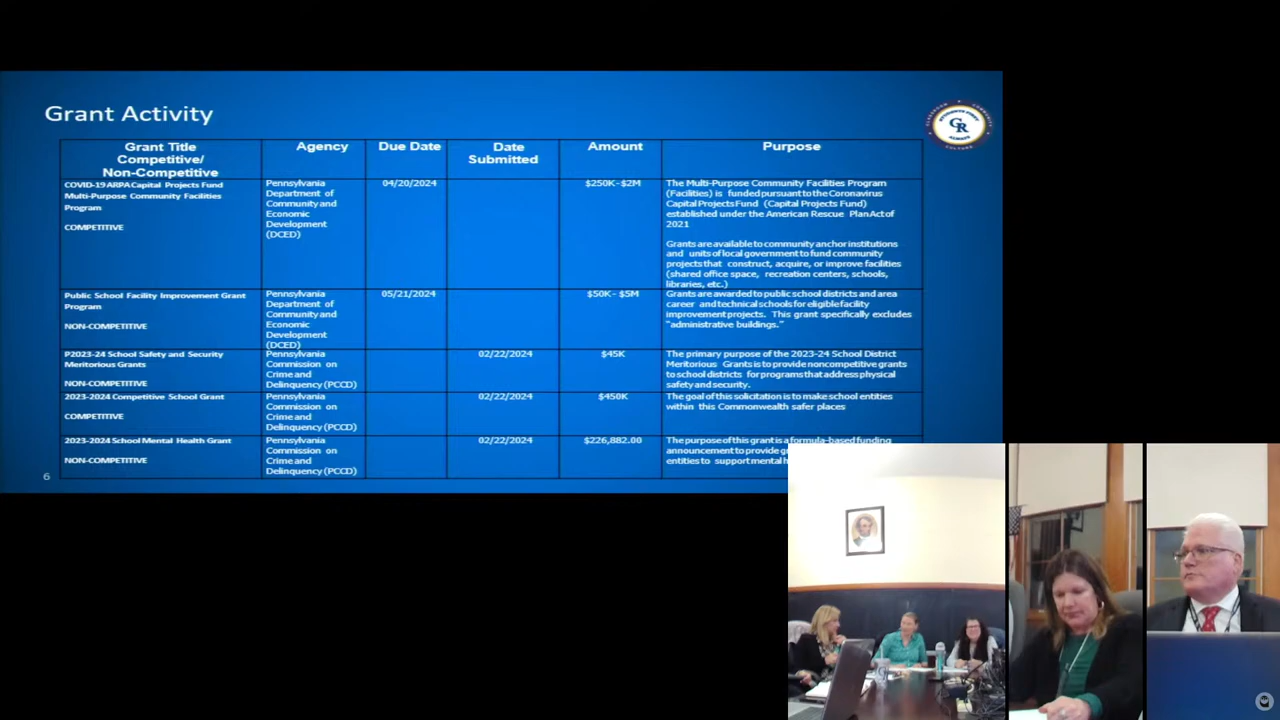 Grant Activity
Grant Title
Competitive/
Non-Competitive
Agency
Due Date
Date
Submitted
Amount
Purpose
COVID-19 ARPA Capital Projects Fund
Multi-Purpose Community Facilities
Program
COMPETITIVE
Pennsylvania
Department of
Community and
Economic
Development
(DCED)
04/20/2024
$250K-$2M
The Multi-Purpose Community Facilities Program
(Facilities) is funded pursuant to the Coronavirus
Capital Projects Fund (Capital Projects Fund)
established under the American Rescue Plan Act of
2021
Grants are available to community anchor institutions
and units of local government to fund community
projects that construct, acquire, or improve facilities
(shared office space, recreation centers, schools,
libraries, etc.)
Public School Facility Improvement Grant
Program
NON-COMPETITIVE
Pennsylvania
Department of
Community and
Economic
Development
(DCED)
05/21/2024
$50K- $5M
Grants are awarded to public school districts and area
career and technical schools for eligible facility
improvement projects. This grant specifically excludes
"administrative buildings."
P2023-24 School Safety and Security
Meritorious Grants
NON-COMPETITIVE
Pennsylvania
Commission on
Crime and
Delinquency (PCCD)
02/22/2024
$45K
The primary purpose of the 2023-24 School District
Meritorious Grants is to provide noncompetitive grants
to school districts for programs that address physical
safety and security.
2023-2024 Competitive School Grant
COMPETITIVE
Pennsylvania
Commission on
Crime and
Delinquency (PCCD)
02/22/2024
$450K
The goal of this solicitation is to make school entities
within this Commonwealth safer places
2023-2024 School Mental Health Grant
NON-COMPETITIVE
Pennsylvania
Commission on
Crime and
Delinquency (PCCD)
02/22/2024
$226,882.00
The purpose of this grant is a formula-based funding
announcement to provide
entities to support mental
6
STUDENTS FIRST
GR
ALWAYS
CULTURE